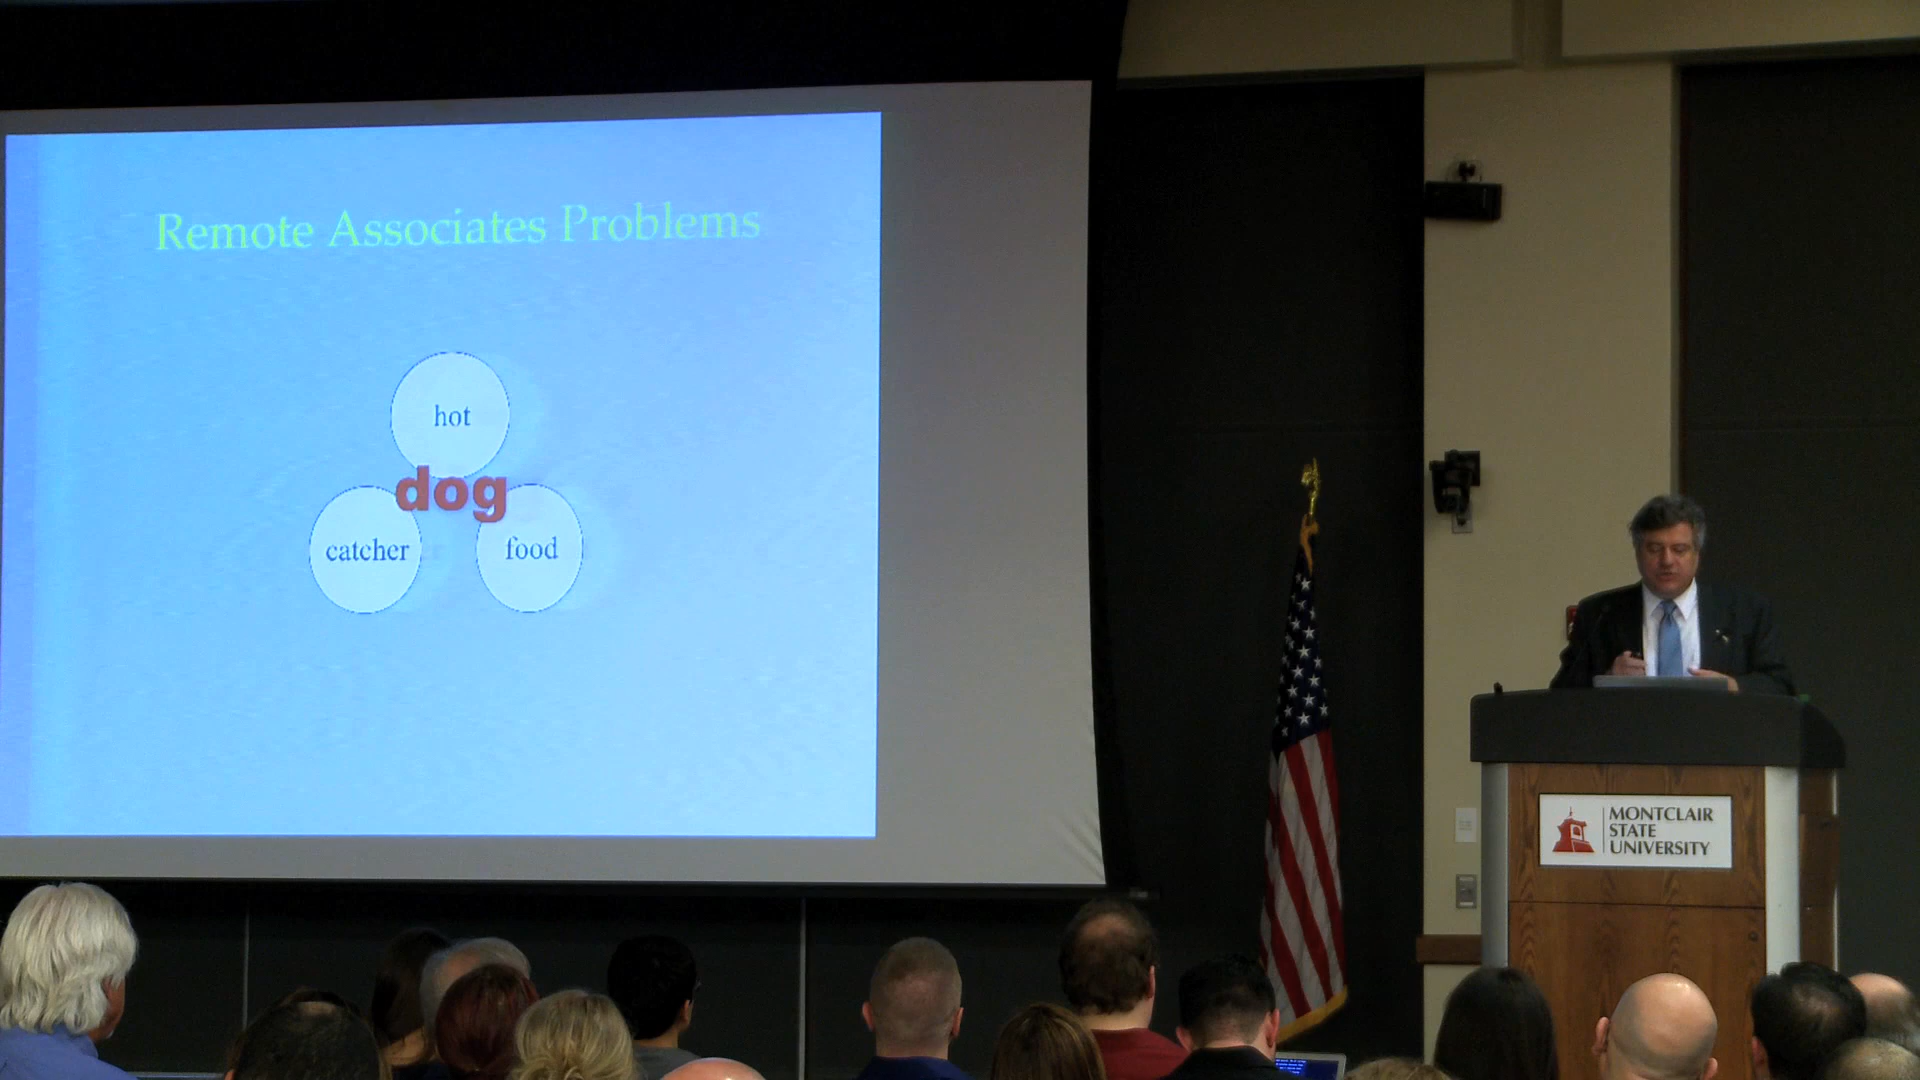 Remote Associates Problems
hot
dog
catcher
food
MONTCLAIR
STATE
UNIVERSITY